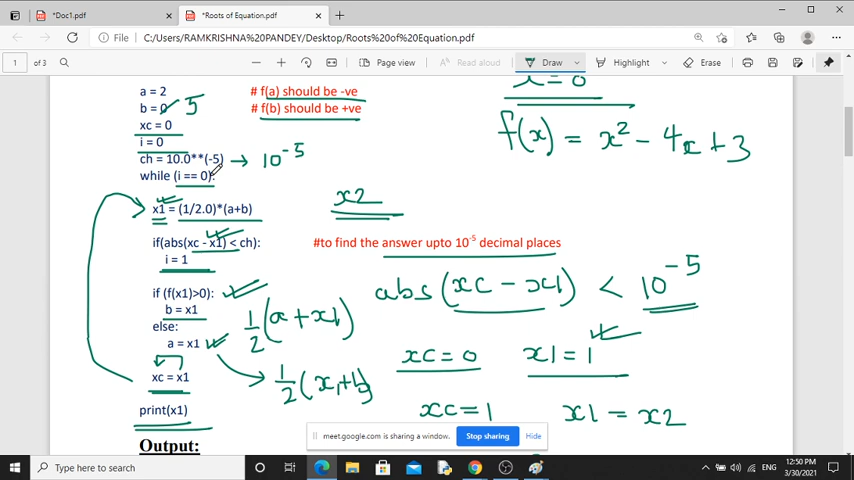 *Doc1.pdf
*Roots of Equation.pdf
File | C:/Users/RAMKRISHNA%20PANDEY/Desktop/Roots%20of%20Equation.pdf
1 of 3
Page view
Read aloud
Draw
Highlight
Erase
a = 2 # f(a) should be -ve
b = 0 5 # f(b) should be +ve
xc = 0
i = 0
f(x) = x² - 4x + 3
ch = 10.0**(-5) → 10⁻⁵
while (i == 0):
x1 = (1/2.0)*(a+b)
x2
if(abs(xc - x1) < ch): #to find the answer upto 10⁻⁵ decimal places
i = 1
abs(xc - x1) < 10⁻⁵
if (f(x1)>0):
b = x1
1/2 (a + x1)
else:
a = x1
xc = 0 x1 = 1
xc = x1
1/2 (x1 + b)
print(x1)
xc = 1 x1 = x2
Output:
meet.google.com is sharing a window.
Stop sharing
Hide
Type here to search
ENG
12:50 PM
3/30/2021